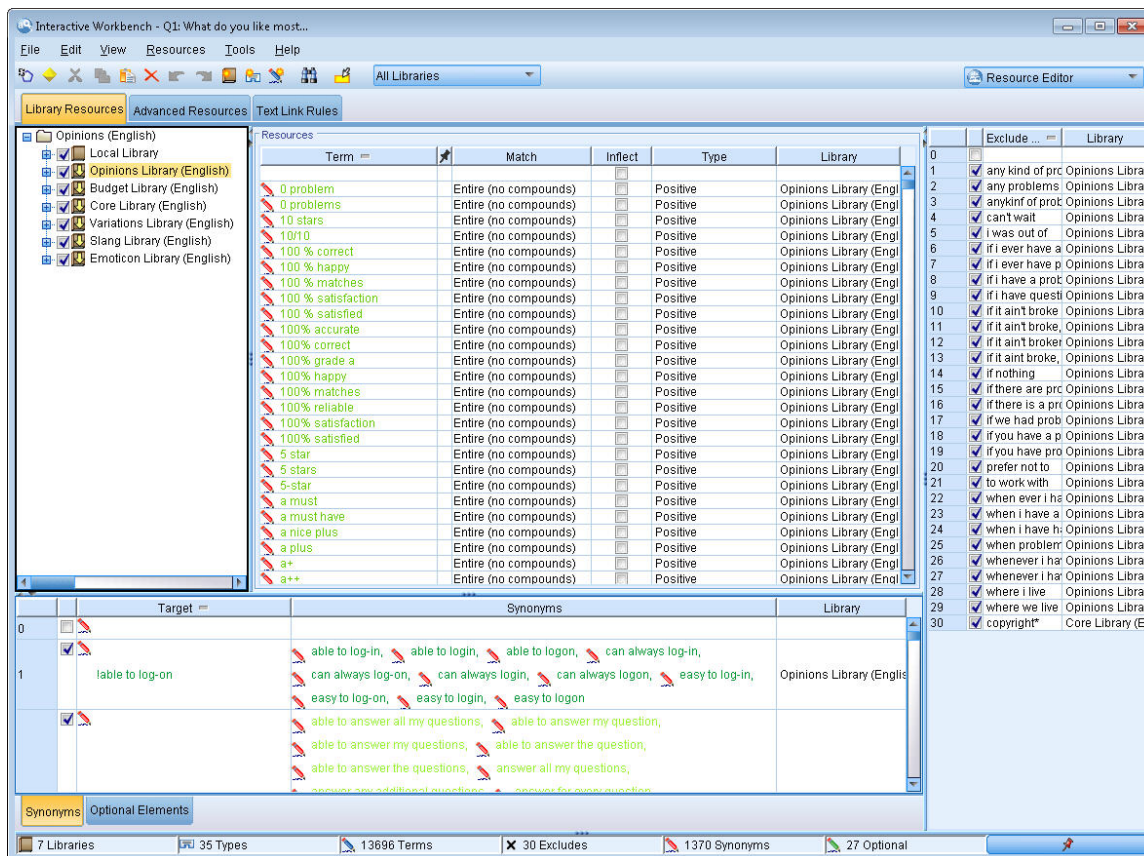 Interactive Workbench - Q1: What do you like most...
File Edit View Resources Tools Help
All Libraries
Resource Editor
Library Resources Advanced Resources Text Link Rules
Opinions (English)
Local Library
Opinions Library (English)
Budget Library (English)
Core Library (English)
Variations Library (English)
Slang Library (English)
Emoticon Library (English)
Resources
Term Match Inflect Type Library
0 problem Entire (no compounds) Positive Opinions Library (Engl
0 problems Entire (no compounds) Positive Opinions Library (Engl
10 stars Entire (no compounds) Positive Opinions Library (Engl
10/10 Entire (no compounds) Positive Opinions Library (Engl
100 % correct Entire (no compounds) Positive Opinions Library (Engl
100 % happy Entire (no compounds) Positive Opinions Library (Engl
100 % matches Entire (no compounds) Positive Opinions Library (Engl
100 % satisfaction Entire (no compounds) Positive Opinions Library (Engl
100 % satisfied Entire (no compounds) Positive Opinions Library (Engl
100% accurate Entire (no compounds) Positive Opinions Library (Engl
100% correct Entire (no compounds) Positive Opinions Library (Engl
100% grade a Entire (no compounds) Positive Opinions Library (Engl
100% happy Entire (no compounds) Positive Opinions Library (Engl
100% matches Entire (no compounds) Positive Opinions Library (Engl
100% reliable Entire (no compounds) Positive Opinions Library (Engl
100% satisfaction Entire (no compounds) Positive Opinions Library (Engl
100% satisfied Entire (no compounds) Positive Opinions Library (Engl
5 star Entire (no compounds) Positive Opinions Library (Engl
5 stars Entire (no compounds) Positive Opinions Library (Engl
5-star Entire (no compounds) Positive Opinions Library (Engl
a must Entire (no compounds) Positive Opinions Library (Engl
a must have Entire (no compounds) Positive Opinions Library (Engl
a nice plus Entire (no compounds) Positive Opinions Library (Engl
a plus Entire (no compounds) Positive Opinions Library (Engl
a+ Entire (no compounds) Positive Opinions Library (Engl
a++ Entire (no compounds) Positive Opinions Library (Engl
Exclude ... Library
0
1 any kind of prc Opinions Libra
2 any problems Opinions Libra
3 anykinf of prob Opinions Libra
4 can't wait Opinions Libra
5 i was out of Opinions Libra
6 if i ever have a Opinions Libra
7 if i ever have p Opinions Libra
8 if i have a prob Opinions Libra
9 if i have questi Opinions Libra
10 if it ain't broke Opinions Libra
11 if it ain't broke, Opinions Libra
12 if it ain't broker Opinions Libra
13 if it aint broke, Opinions Libra
14 if nothing Opinions Libra
15 if there are prc Opinions Libra
16 if there is a prc Opinions Libra
17 if we had prob Opinions Libra
18 if you have a p Opinions Libra
19 if you have pro Opinions Libra
20 prefer not to Opinions Libra
21 to work with Opinions Libra
22 when ever i ha Opinions Libra
23 when i have a Opinions Libra
24 when i have h Opinions Libra
25 when problem Opinions Libra
26 whenever i ha Opinions Libra
27 whenever i ha Opinions Libra
28 where i live Opinions Libra
29 where we live Opinions Libra
30 copyright* Core Library (E
Target Synonyms Library
0
1 !able to log-on
able to log-in, able to login, able to logon, can always log-in,
can always log-on, can always login, can always logon, easy to log-in,
easy to log-on, easy to login, easy to logon
Opinions Library (Englis
able to answer all my questions, able to answer my question,
able to answer my questions, able to answer the question,
able to answer the questions, answer all my questions,
answer any additional questions, answer for every question
Synonyms Optional Elements
7 Libraries 35 Types 13696 Terms 30 Excludes 1370 Synonyms 27 Optional